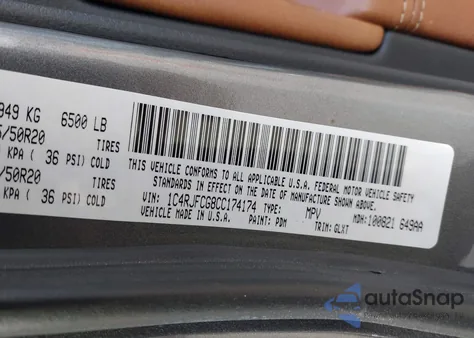 949 KG 6500 LB
5/50R20 TIRES
KPA ( 36 PSI) COLD
/50R20 TIRES
KPA ( 36 PSI) COLD
THIS VEHICLE CONFORMS TO ALL APPLICABLE U.S.A. FEDERAL MOTOR VEHICLE SAFETY
STANDARDS IN EFFECT ON THE DATE OF MANUFACTURE SHOWN ABOVE.
VIN: 1C4RJFCG8CC174174 TYPE: MPV MDH: 100821 649AA
MADE IN U.S.A. PAINT: PDM TRIM: GLXT
autoSnap